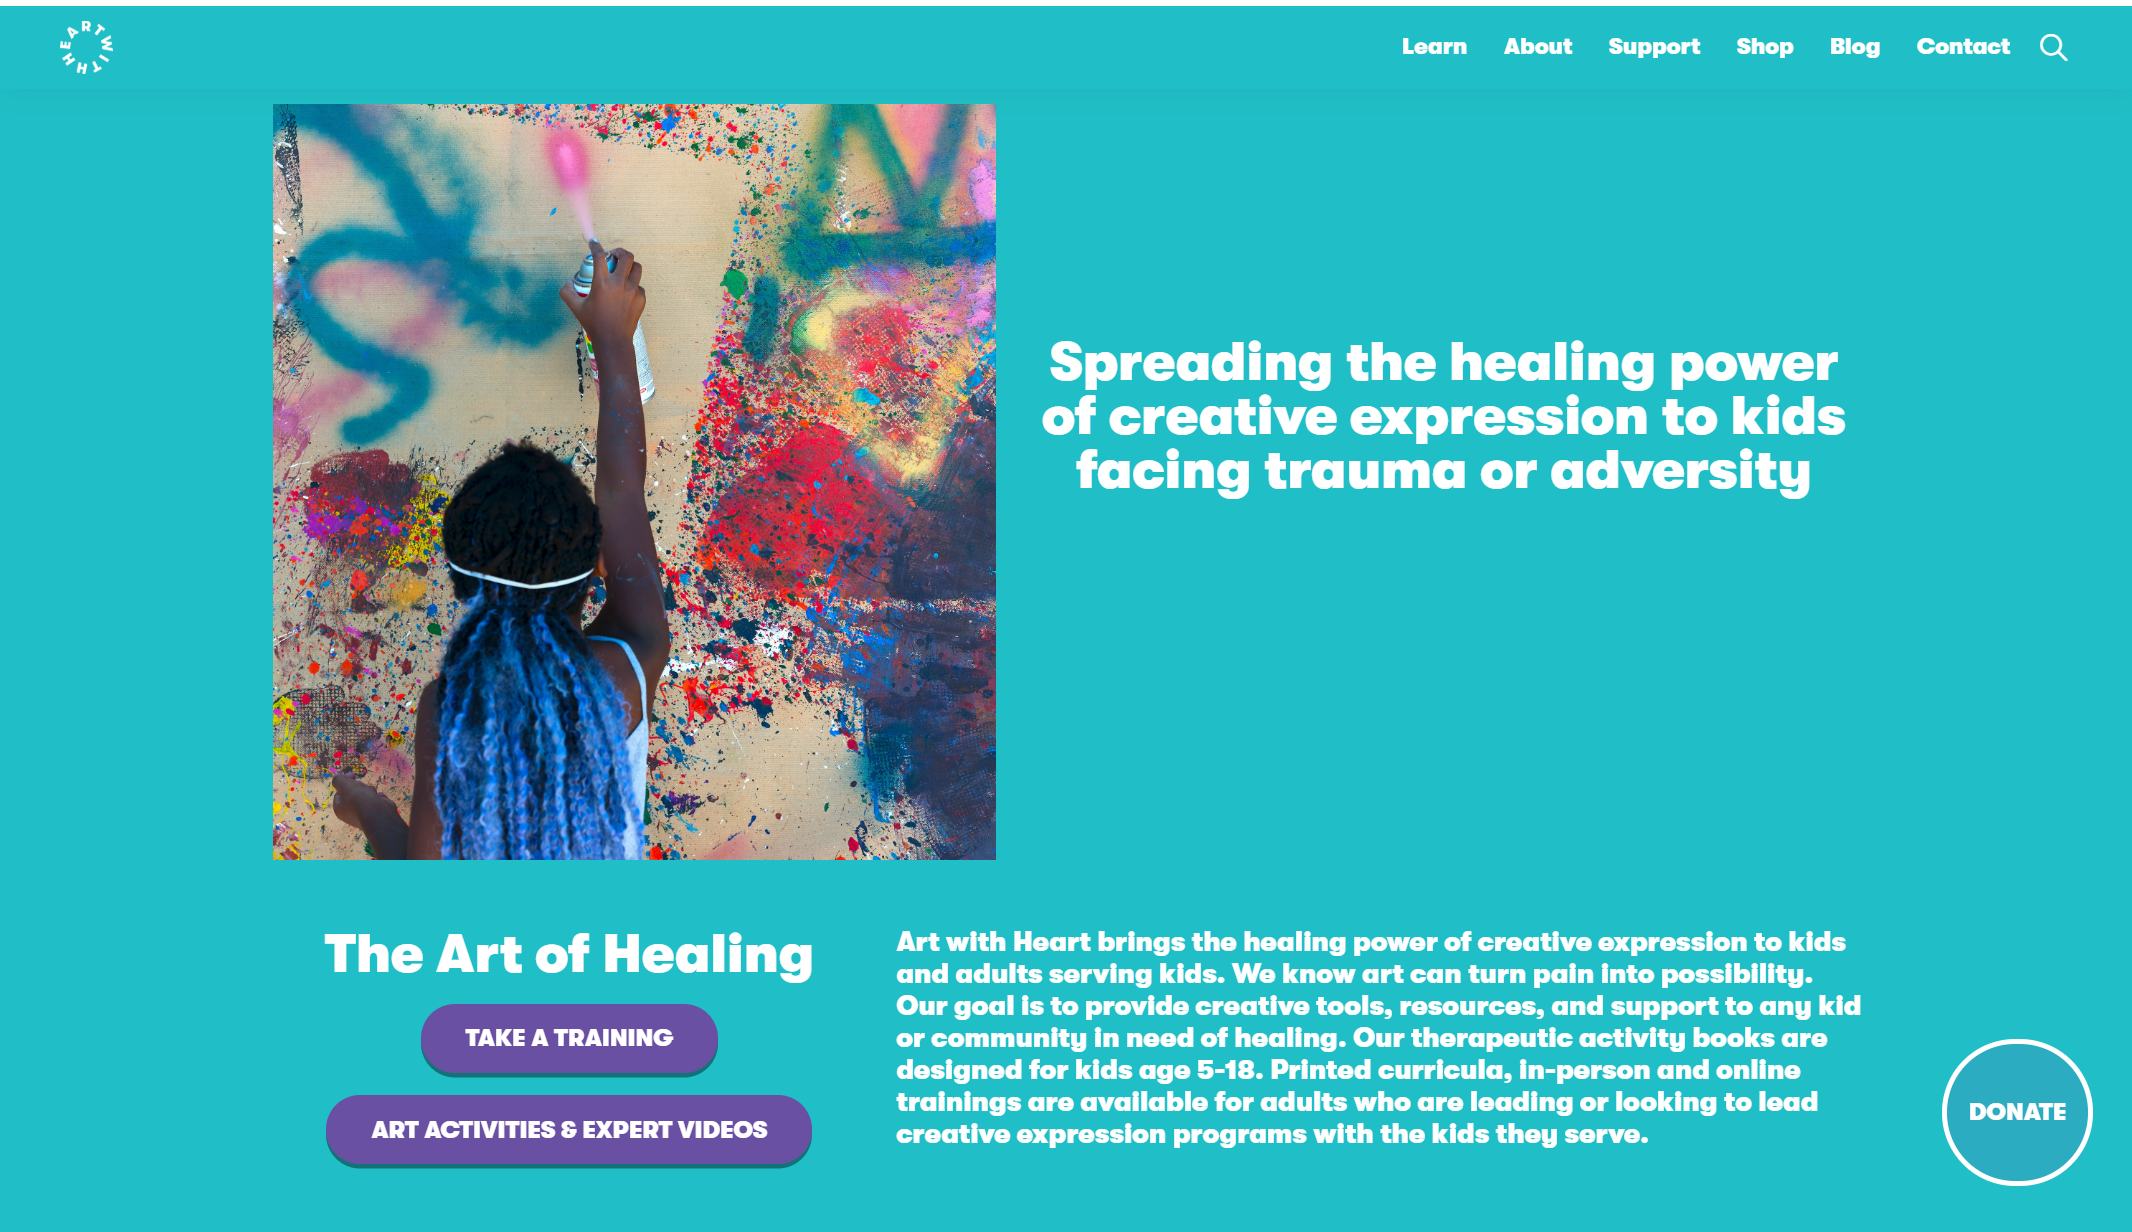 ARTWITHHEART
Learn About Support Shop Blog Contact
Spreading the healing power
of creative expression to kids
facing trauma or adversity
The Art of Healing
TAKE A TRAINING
ART ACTIVITIES & EXPERT VIDEOS
Art with Heart brings the healing power of creative expression to kids
and adults serving kids. We know art can turn pain into possibility.
Our goal is to provide creative tools, resources, and support to any kid
or community in need of healing. Our therapeutic activity books are
designed for kids age 5-18. Printed curricula, in-person and online
trainings are available for adults who are leading or looking to lead
creative expression programs with the kids they serve.
DONATE